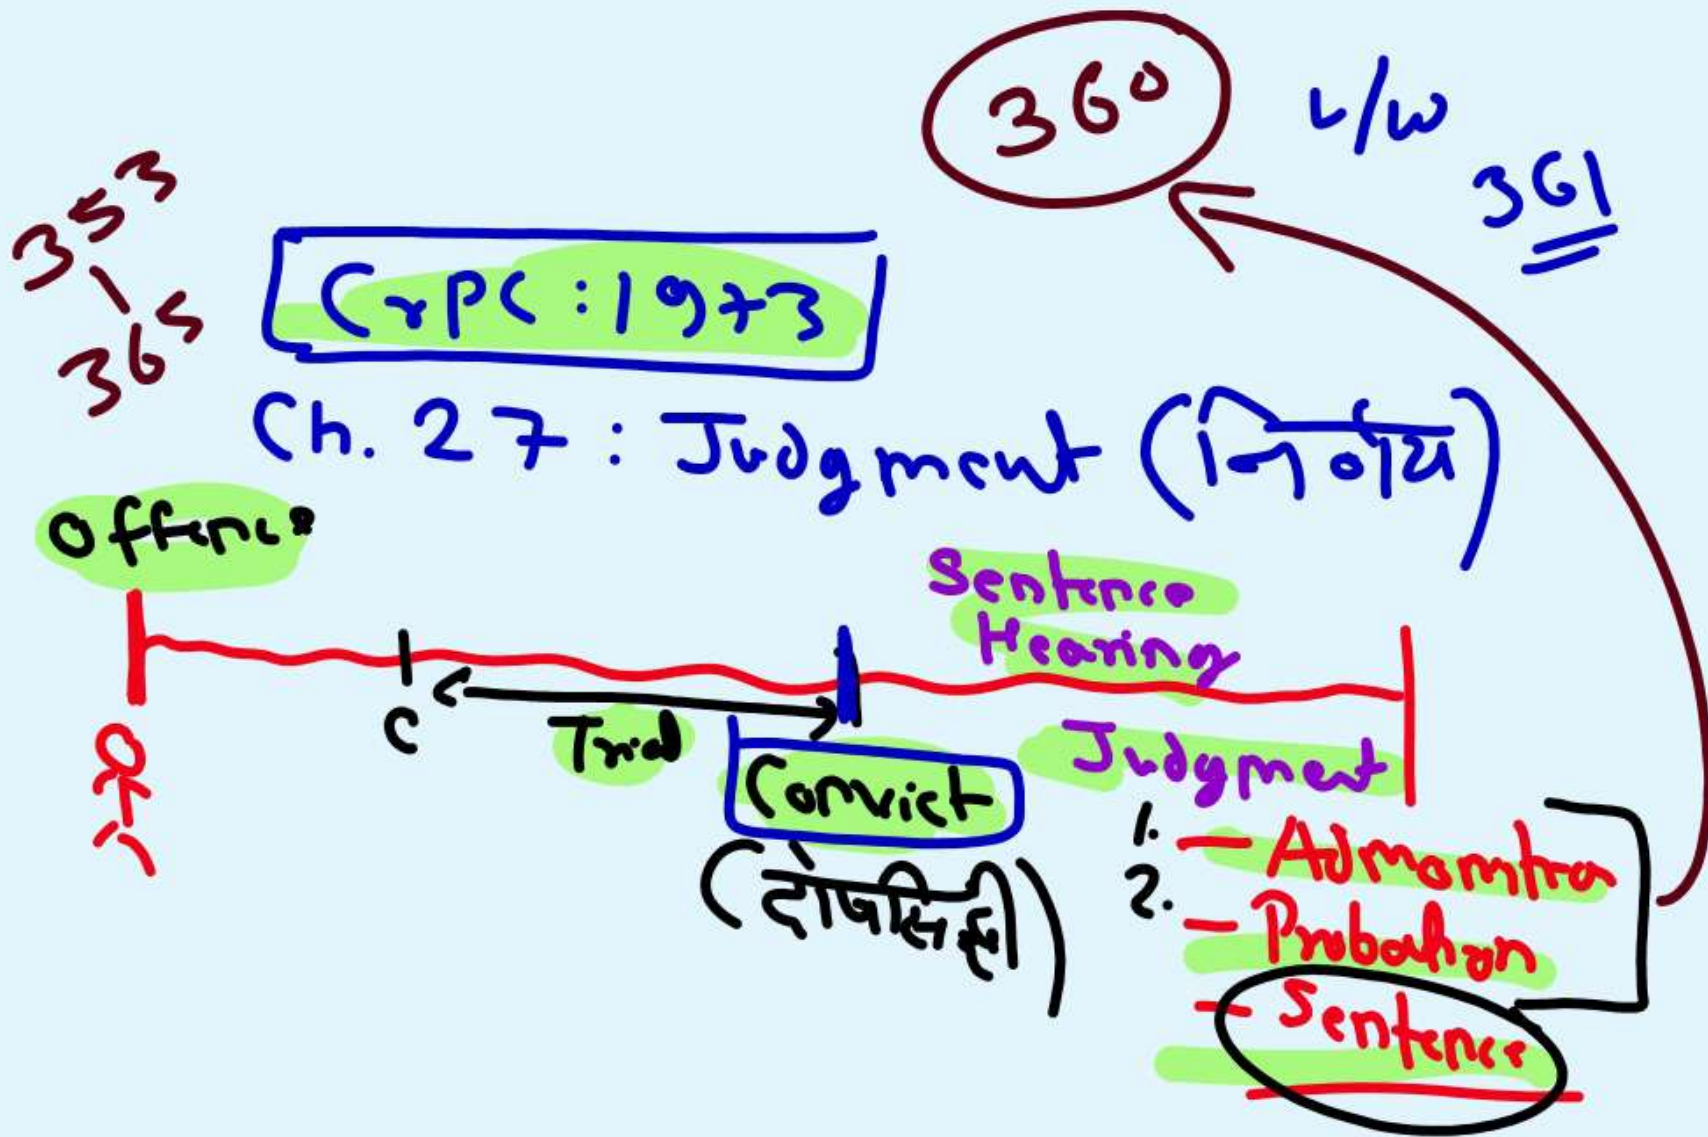 360 r/w
361
353
-
365
CrPC : 1973
Ch. 27 : Judgment (निर्णय)
Offence
Sentence
Hearing
C
Trial
Judgment
Convict
(दोषसिद्दी)
1. — Admonition
2. — Probation
— Sentence